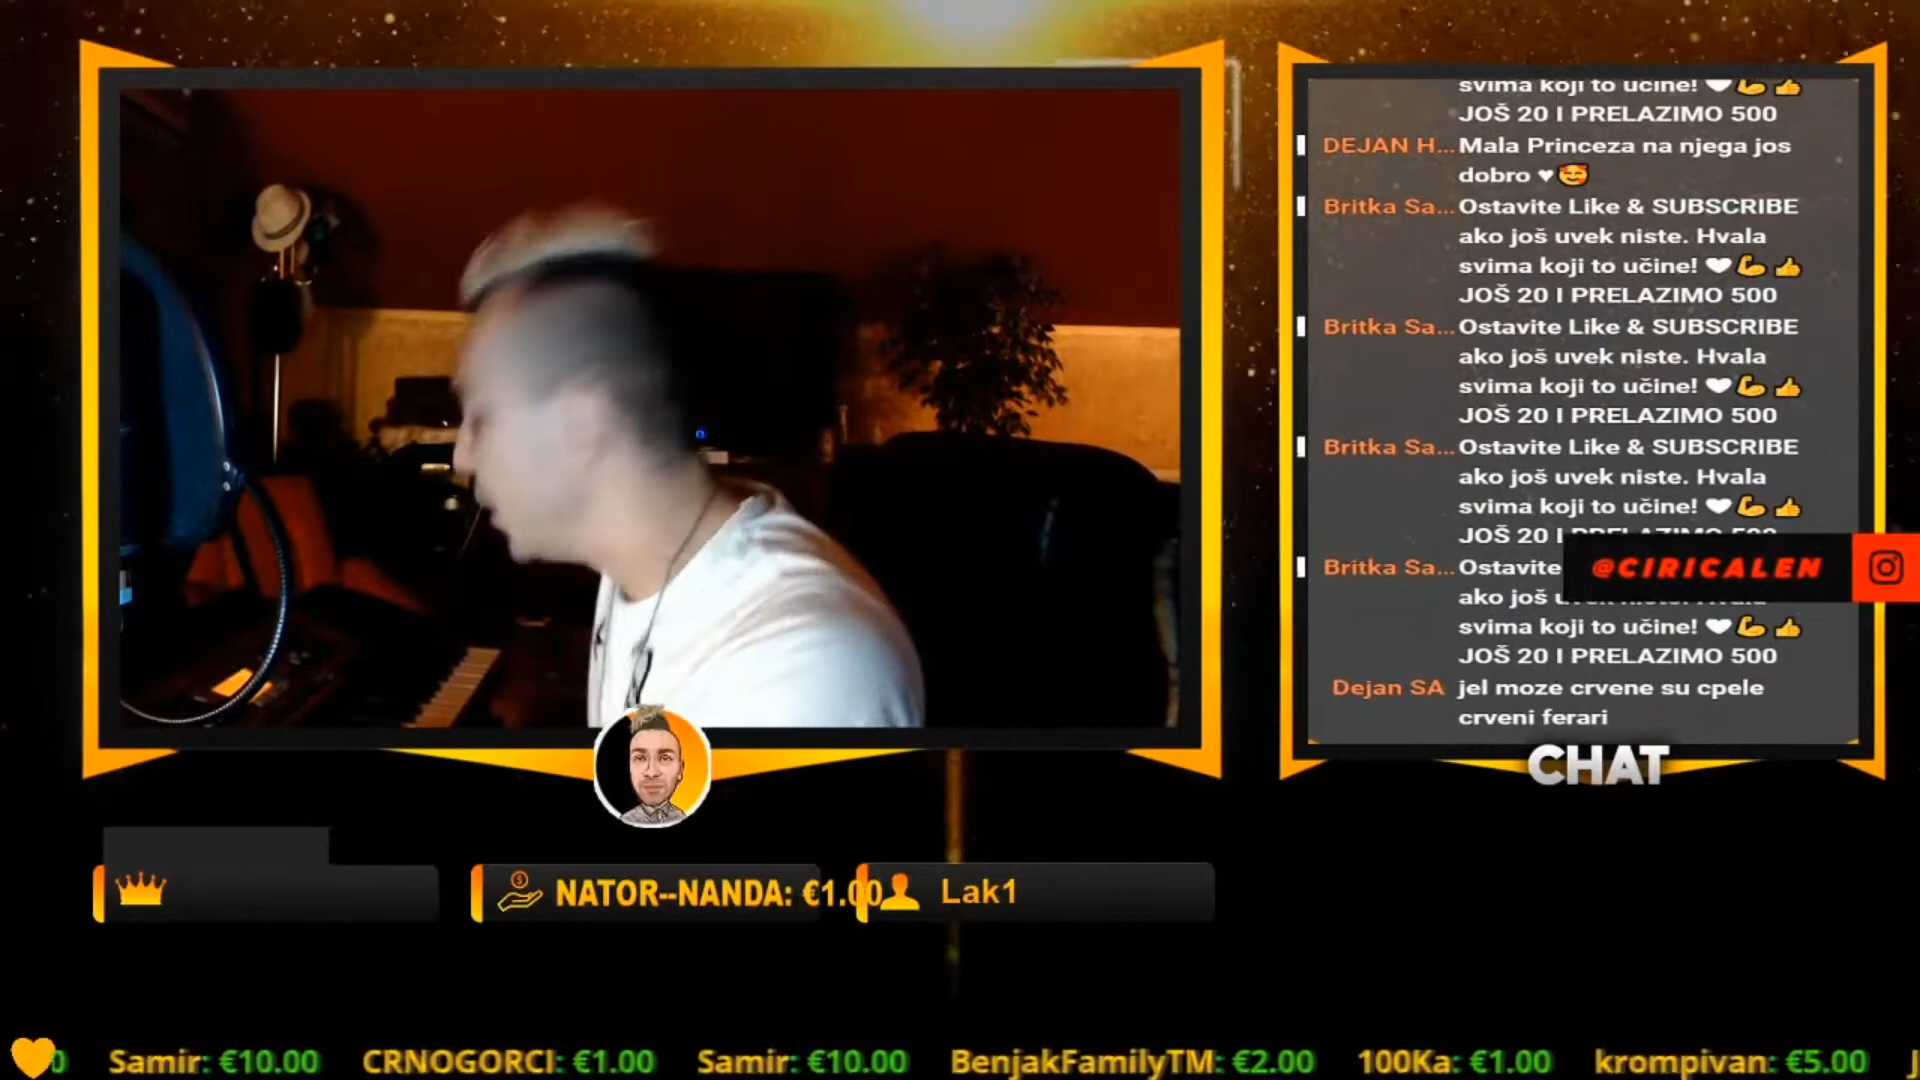 svima koji to učine! 🤍💪👍
JOŠ 20 I PRELAZIMO 500
DEJAN H... Mala Princeza na njega jos
dobro ♥🥰
Britka Sa... Ostavite Like & SUBSCRIBE
ako još uvek niste. Hvala
svima koji to učine! 🤍💪👍
JOŠ 20 I PRELAZIMO 500
Britka Sa... Ostavite Like & SUBSCRIBE
ako još uvek niste. Hvala
svima koji to učine! 🤍💪👍
JOŠ 20 I PRELAZIMO 500
Britka Sa... Ostavite Like & SUBSCRIBE
ako još uvek niste. Hvala
svima koji to učine! 🤍💪👍
JOŠ 20 I PRELAZIMO 500
Britka Sa... Ostavite
@CIRICALEN
ako još
svima koji to učine! 🤍💪👍
JOŠ 20 I PRELAZIMO 500
Dejan SA jel moze crvene su cpele
crveni ferari
CHAT
NATOR--NANDA: €1.00
Lak1
0 Samir: €10.00 CRNOGORCI: €1.00 Samir: €10.00 BenjakFamilyTM: €2.00 100Ka: €1.00 krompivan: €5.00 J